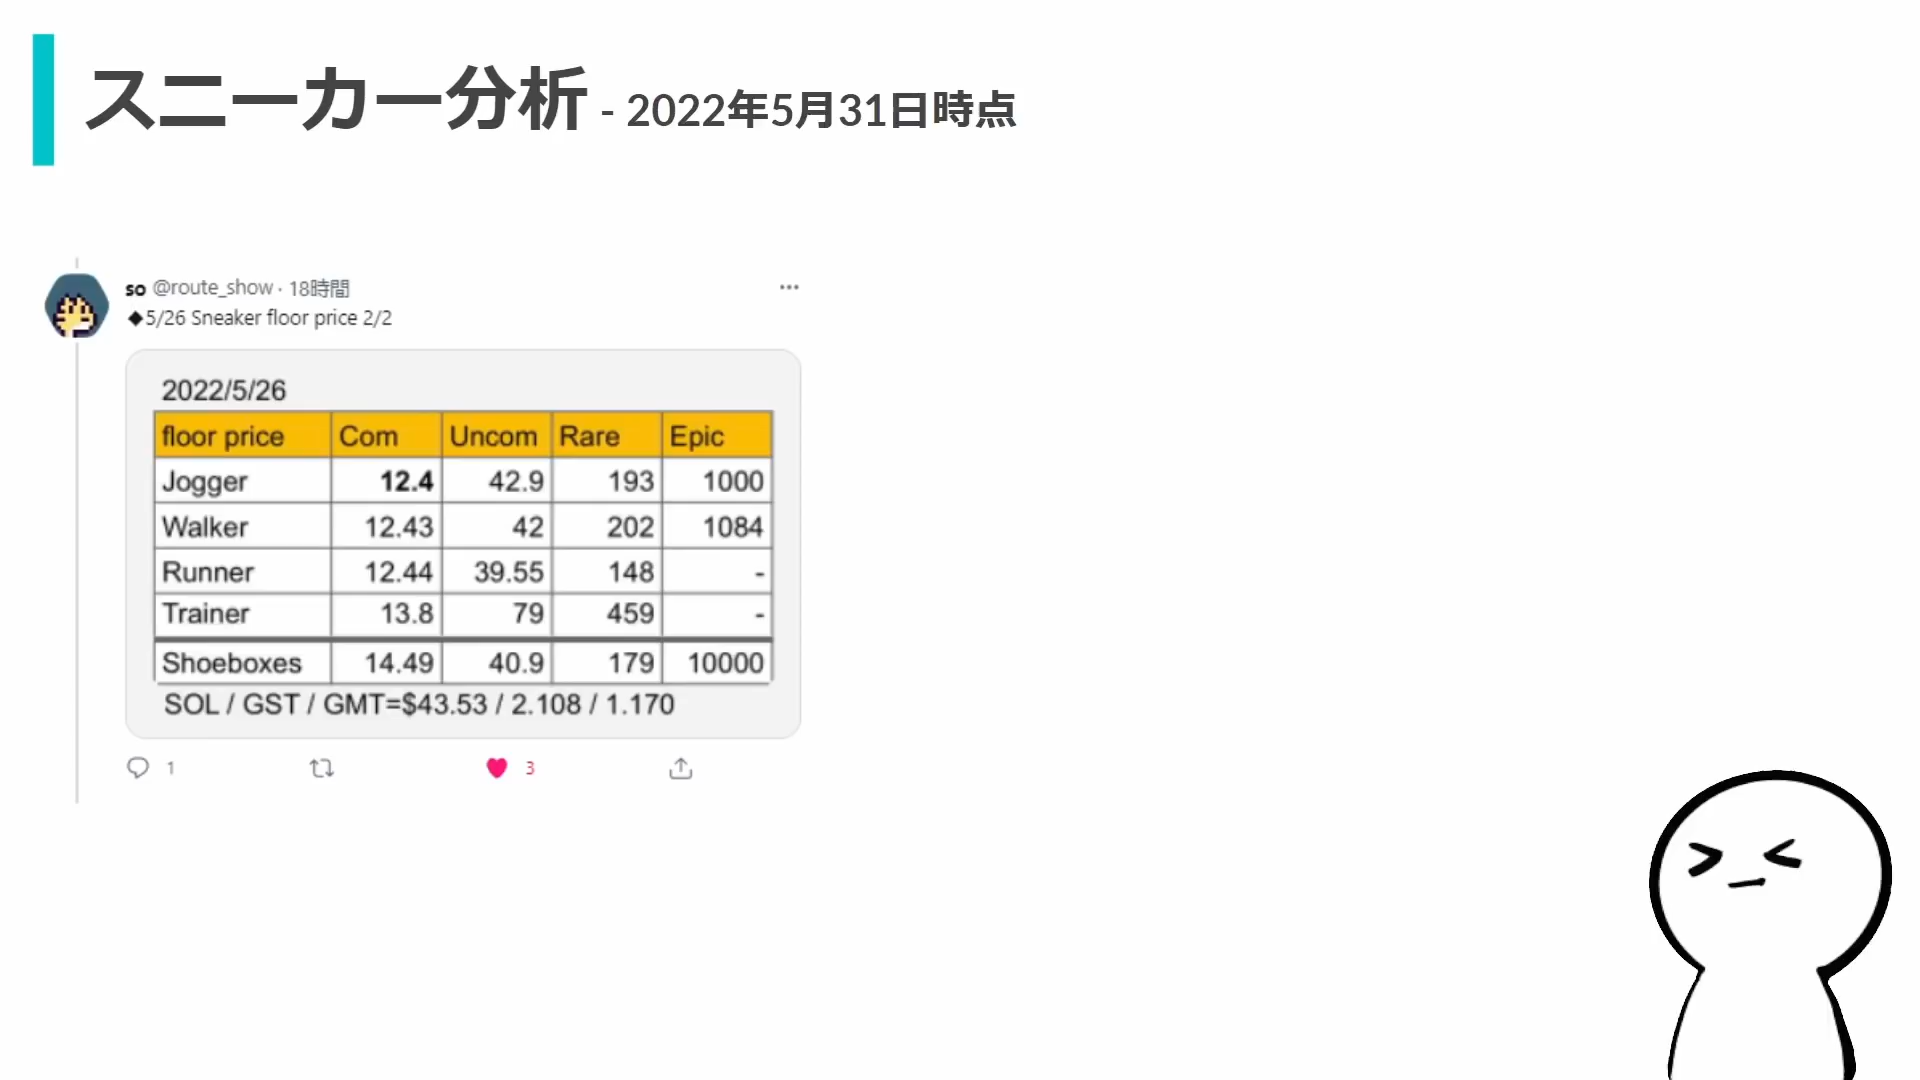 スニーカー分析 - 2022年5月31日時点
so @route_show · 18時間
◆5/26 Sneaker floor price 2/2
2022/5/26
floor price Com Uncom Rare Epic
Jogger 12.4 42.9 193 1000
Walker 12.43 42 202 1084
Runner 12.44 39.55 148 -
Trainer 13.8 79 459 -
Shoeboxes 14.49 40.9 179 10000
SOL / GST / GMT=$43.53 / 2.108 / 1.170
1 3